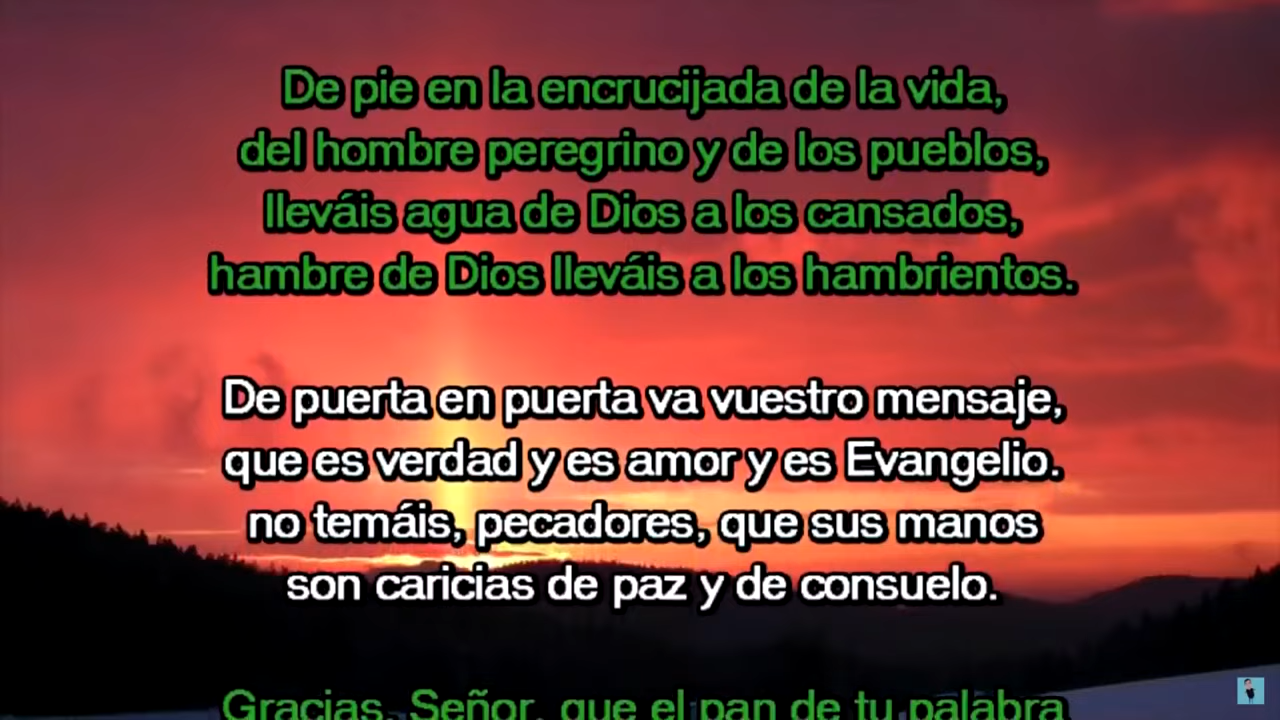 De pie en la encrucijada de la vida,
del hombre peregrino y de los pueblos,
lleváis agua de Dios a los cansados,
hambre de Dios lleváis a los hambrientos.
De puerta en puerta va vuestro mensaje,
que es verdad y es amor y es Evangelio.
no temáis, pecadores, que sus manos
son caricias de paz y de consuelo.
Gracias, Señor, que el pan de tu palabra